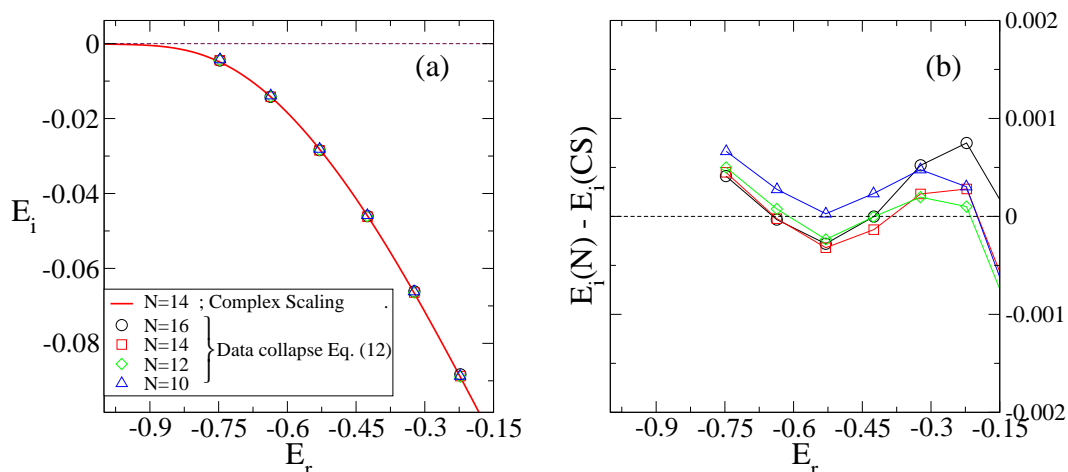 (a)
0
-0.02
-0.04
-0.06
-0.08
E_i
N=14 ; Complex Scaling .
N=16
N=14
N=12
N=10
Data collapse Eq. (12)
-0.9 -0.75 -0.6 -0.45 -0.3 -0.15
E_r
(b)
E_i(N) - E_i(CS)
0.002
0.001
0
-0.001
-0.002
-0.9 -0.75 -0.6 -0.45 -0.3 -0.15
E_r